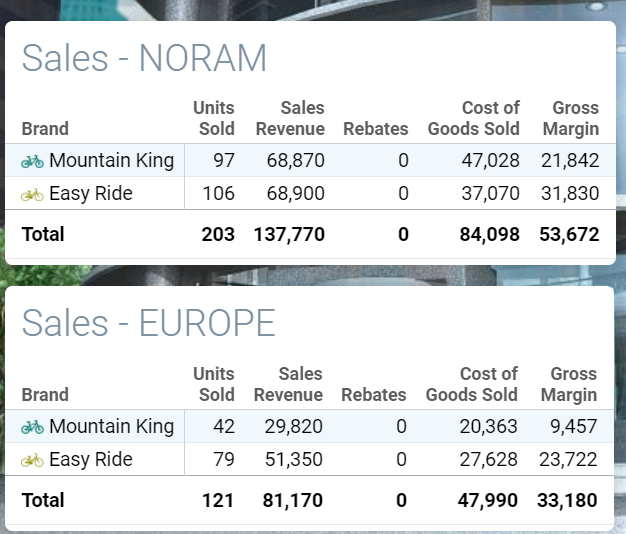 Sales - NORAM
Units Sales Cost of Gross
Brand Sold Revenue Rebates Goods Sold Margin
Mountain King 97 68,870 0 47,028 21,842
Easy Ride 106 68,900 0 37,070 31,830
Total 203 137,770 0 84,098 53,672
Sales - EUROPE
Units Sales Cost of Gross
Brand Sold Revenue Rebates Goods Sold Margin
Mountain King 42 29,820 0 20,363 9,457
Easy Ride 79 51,350 0 27,628 23,722
Total 121 81,170 0 47,990 33,180